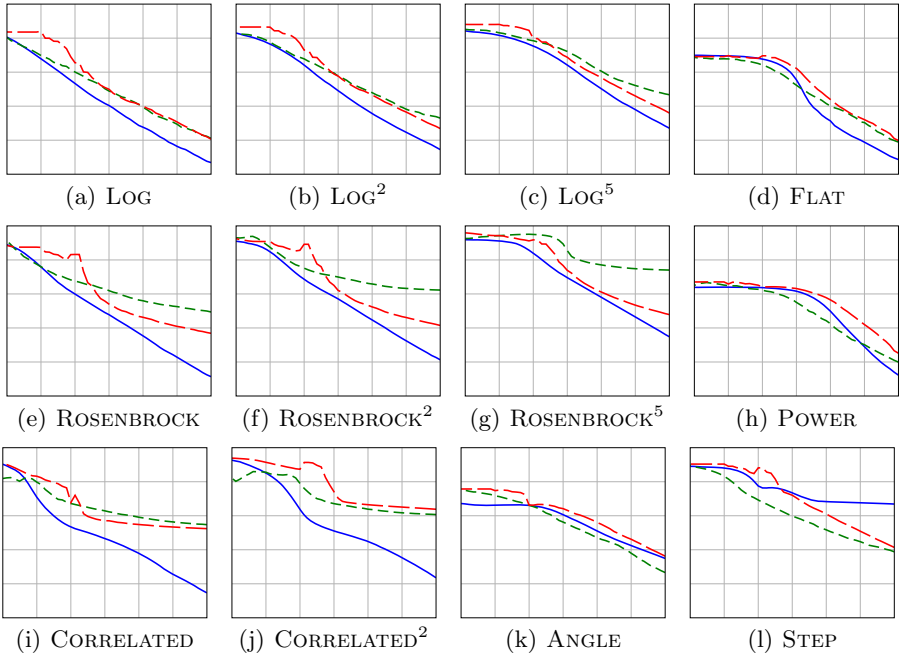 (a) LOG
(b) LOG²
(c) LOG⁵
(d) FLAT
(e) ROSENBROCK
(f) ROSENBROCK²
(g) ROSENBROCK⁵
(h) POWER
(i) CORRELATED
(j) CORRELATED²
(k) ANGLE
(l) STEP